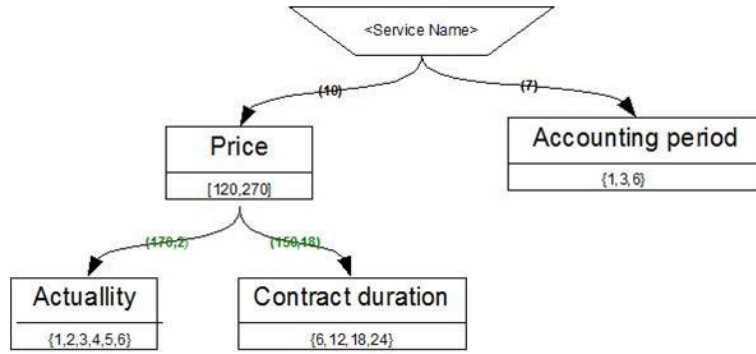 <Service Name>
(10)
(7)
Price
[120,270]
Accounting period
{1,3,6}
(170,2)
(150,18)
Actuallity
{1,2,3,4,5,6}
Contract duration
{6,12,18,24}